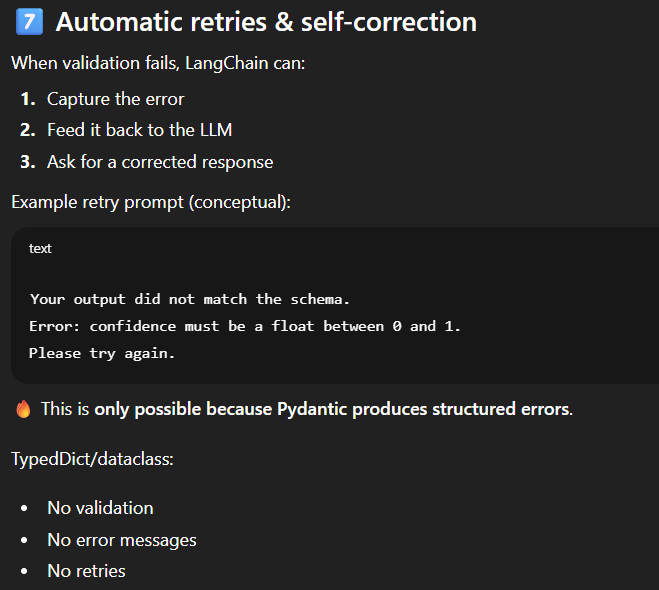 7️⃣ Automatic retries & self-correction
When validation fails, LangChain can:
1. Capture the error
2. Feed it back to the LLM
3. Ask for a corrected response
Example retry prompt (conceptual):
text
Your output did not match the schema.
Error: confidence must be a float between 0 and 1.
Please try again.
🔥 This is only possible because Pydantic produces structured errors.
TypedDict/dataclass:
• No validation
• No error messages
• No retries